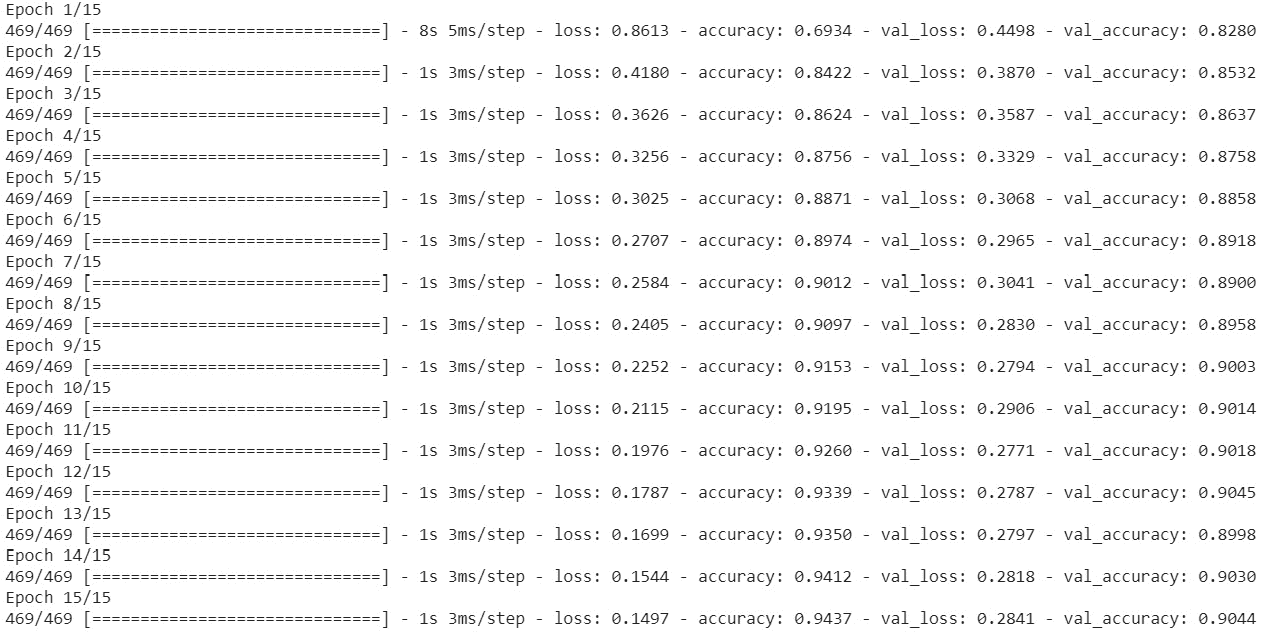 Epoch 1/15
469/469 [==============================] - 8s 5ms/step - loss: 0.8613 - accuracy: 0.6934 - val_loss: 0.4498 - val_accuracy: 0.8280
Epoch 2/15
469/469 [==============================] - 1s 3ms/step - loss: 0.4180 - accuracy: 0.8422 - val_loss: 0.3870 - val_accuracy: 0.8532
Epoch 3/15
469/469 [==============================] - 1s 3ms/step - loss: 0.3626 - accuracy: 0.8624 - val_loss: 0.3587 - val_accuracy: 0.8637
Epoch 4/15
469/469 [==============================] - 1s 3ms/step - loss: 0.3256 - accuracy: 0.8756 - val_loss: 0.3329 - val_accuracy: 0.8758
Epoch 5/15
469/469 [==============================] - 1s 3ms/step - loss: 0.3025 - accuracy: 0.8871 - val_loss: 0.3068 - val_accuracy: 0.8858
Epoch 6/15
469/469 [==============================] - 1s 3ms/step - loss: 0.2707 - accuracy: 0.8974 - val_loss: 0.2965 - val_accuracy: 0.8918
Epoch 7/15
469/469 [==============================] - 1s 3ms/step - loss: 0.2584 - accuracy: 0.9012 - val_loss: 0.3041 - val_accuracy: 0.8900
Epoch 8/15
469/469 [==============================] - 1s 3ms/step - loss: 0.2405 - accuracy: 0.9097 - val_loss: 0.2830 - val_accuracy: 0.8958
Epoch 9/15
469/469 [==============================] - 1s 3ms/step - loss: 0.2252 - accuracy: 0.9153 - val_loss: 0.2794 - val_accuracy: 0.9003
Epoch 10/15
469/469 [==============================] - 1s 3ms/step - loss: 0.2115 - accuracy: 0.9195 - val_loss: 0.2906 - val_accuracy: 0.9014
Epoch 11/15
469/469 [==============================] - 1s 3ms/step - loss: 0.1976 - accuracy: 0.9260 - val_loss: 0.2771 - val_accuracy: 0.9018
Epoch 12/15
469/469 [==============================] - 1s 3ms/step - loss: 0.1787 - accuracy: 0.9339 - val_loss: 0.2787 - val_accuracy: 0.9045
Epoch 13/15
469/469 [==============================] - 1s 3ms/step - loss: 0.1699 - accuracy: 0.9350 - val_loss: 0.2797 - val_accuracy: 0.8998
Epoch 14/15
469/469 [==============================] - 1s 3ms/step - loss: 0.1544 - accuracy: 0.9412 - val_loss: 0.2818 - val_accuracy: 0.9030
Epoch 15/15
469/469 [==============================] - 1s 3ms/step - loss: 0.1497 - accuracy: 0.9437 - val_loss: 0.2841 - val_accuracy: 0.9044